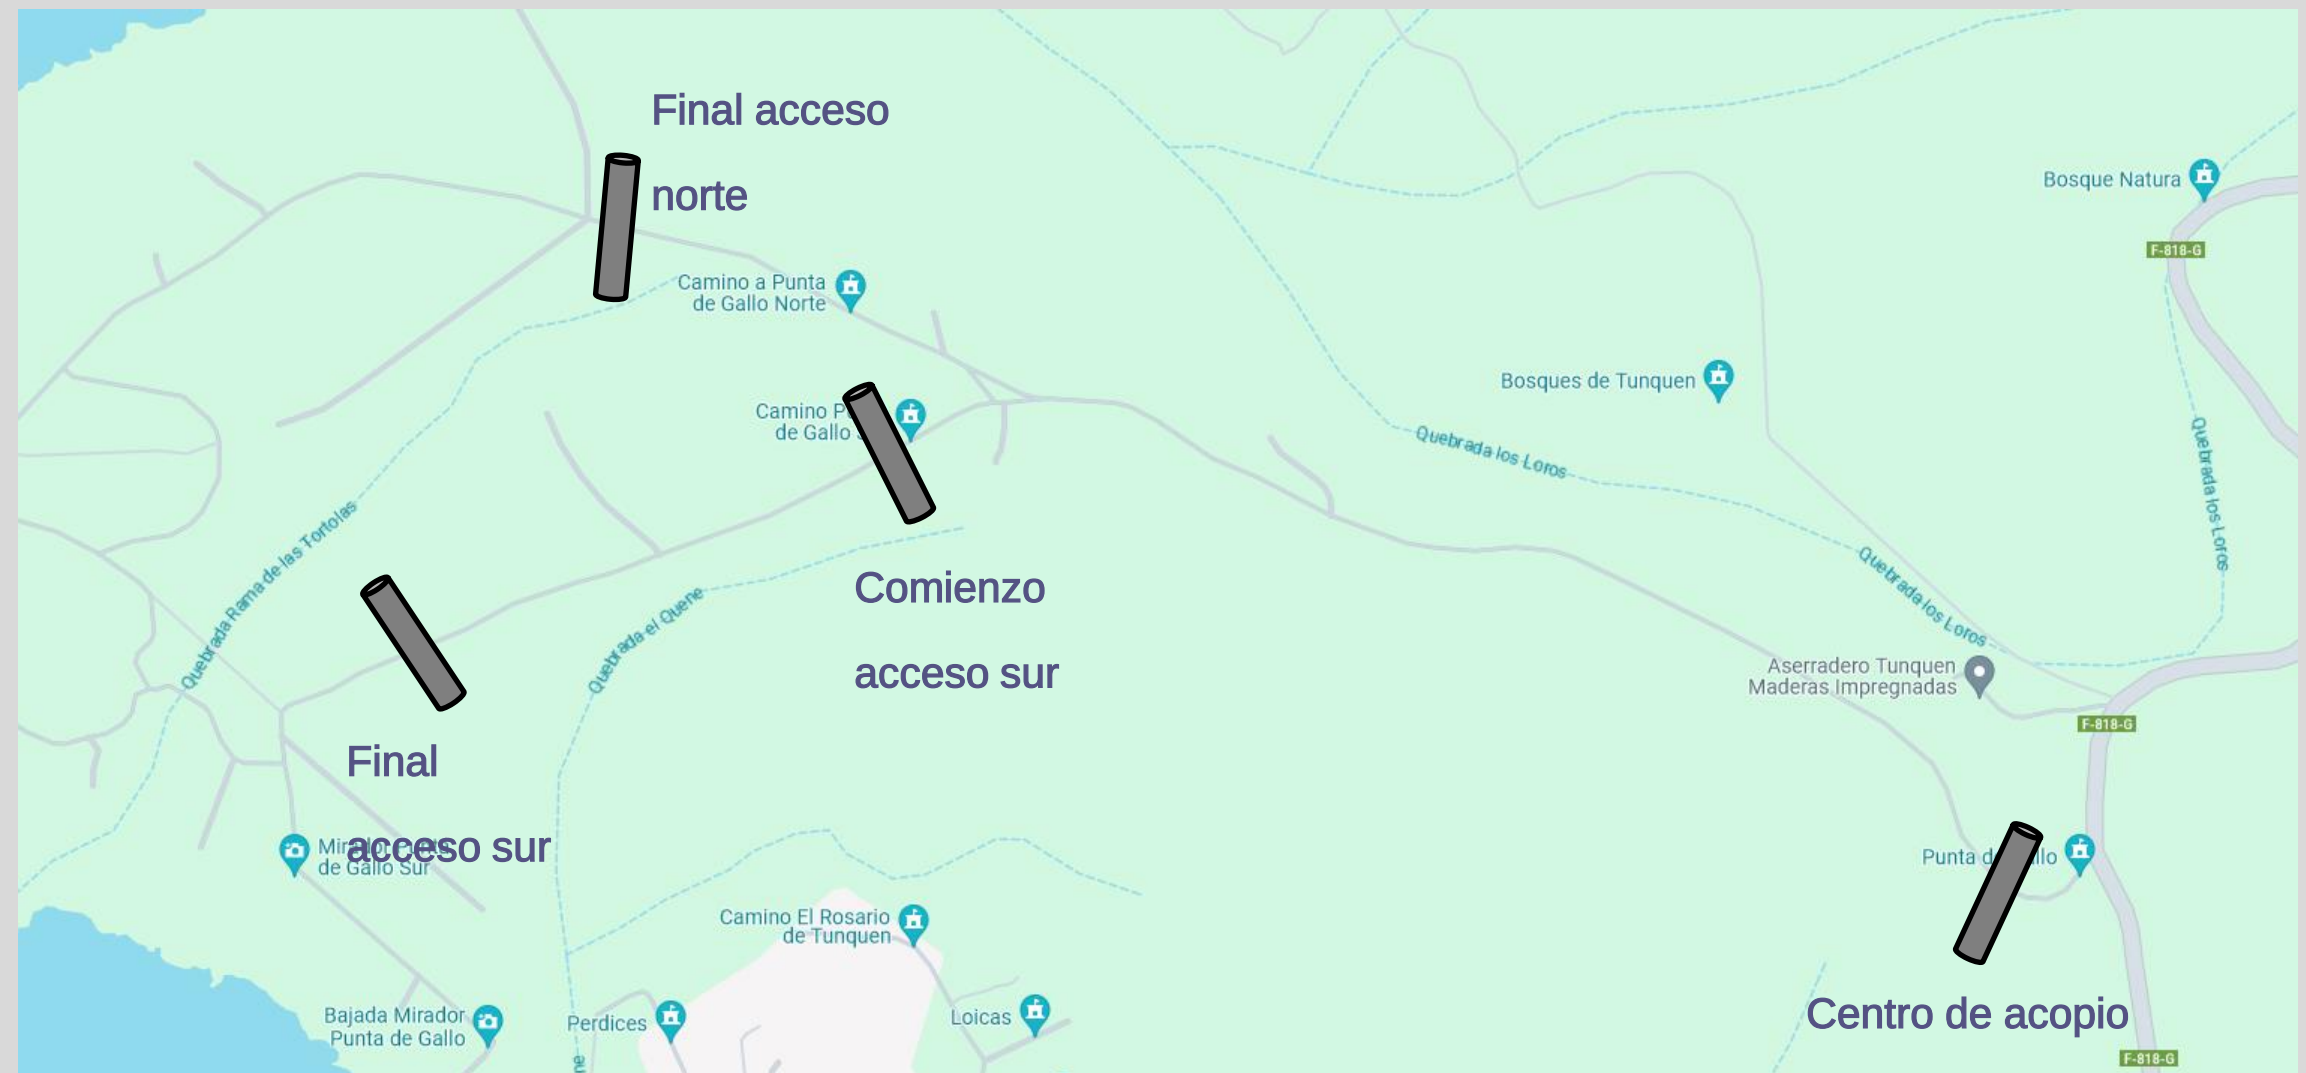 Final acceso
norte
Bosque Natura
F-818-G
Camino a Punta
de Gallo Norte
Bosques de Tunquen
Camino
de Gallo
Quebrada los Loros
Quebrada los Loros
Quebrada Rama de las Tortolas
Quebrada los Loros
Quebrada el Quene
Comienzo
acceso sur
Aserradero Tunquen
Maderas Impregnadas
F-818-G
Final
acceso sur
Mirador Punta
de Gallo Sur
Punta
Camino El Rosario
de Tunquen
Centro de acopio
Bajada Mirador
Punta de Gallo
Perdices
Loicas
F-818-G